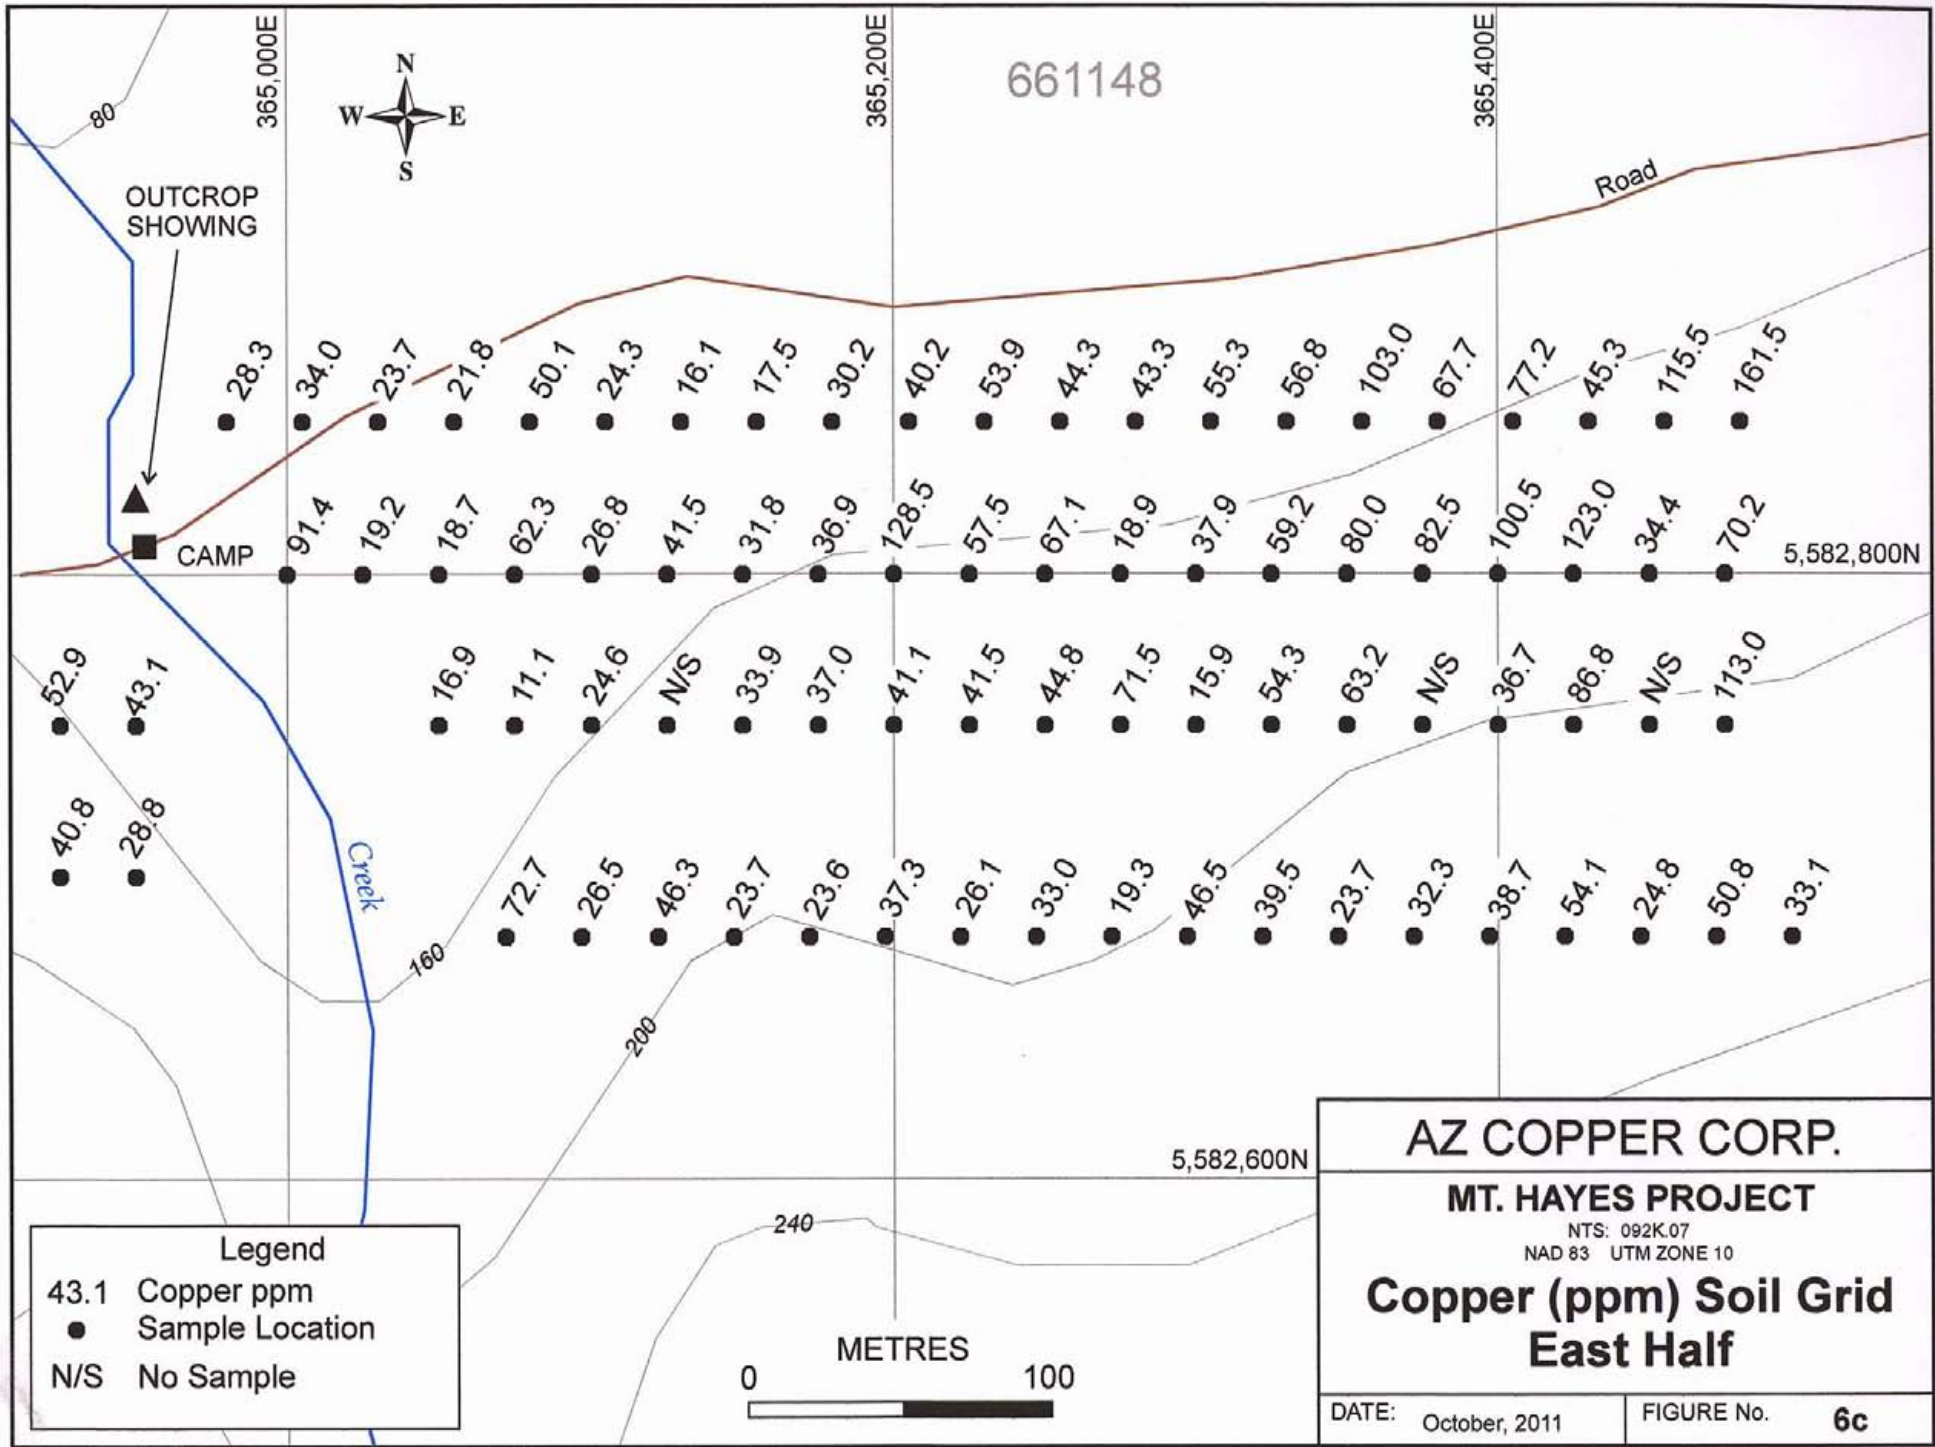 365,000E
365,200E
365,400E
661148
N
W E
S
80
OUTCROP
SHOWING
Road
28.3 34.0 23.7 21.8 50.1 24.3 16.1 17.5 30.2 40.2 53.9 44.3 43.3 55.3 56.8 103.0 67.7 77.2 45.3 115.5 161.5
CAMP
91.4 19.2 18.7 62.3 26.8 41.5 31.8 36.9 128.5 57.5 67.1 18.9 37.9 59.2 80.0 82.5 100.5 123.0 34.4 70.2
5,582,800N
52.9 43.1 16.9 11.1 24.6 N/S 33.9 37.0 41.1 41.5 44.8 71.5 15.9 54.3 63.2 N/S 36.7 86.8 N/S 113.0
40.8 28.8
Creek
72.7 26.5 46.3 23.7 23.6 37.3 26.1 33.0 19.3 46.5 39.5 23.7 32.3 38.7 54.1 24.8 50.8 33.1
160
200
5,582,600N
240
Legend
43.1 Copper ppm
Sample Location
N/S No Sample
METRES
0 100
AZ COPPER CORP.
MT. HAYES PROJECT
NTS: 092K.07
NAD 83 UTM ZONE 10
Copper (ppm) Soil Grid
East Half
DATE: October, 2011
FIGURE No. 6c